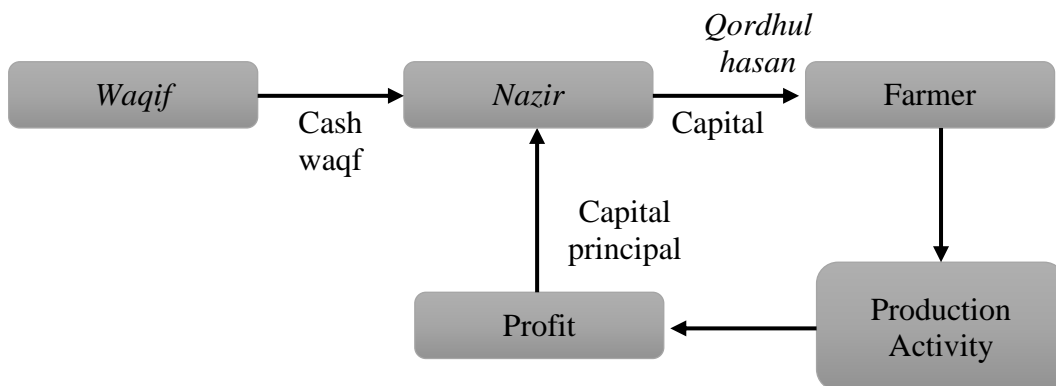 Qordhul
hasan
Waqif
Nazir
Farmer
Cash
waqf
Capital
Capital
principal
Profit
Production
Activity